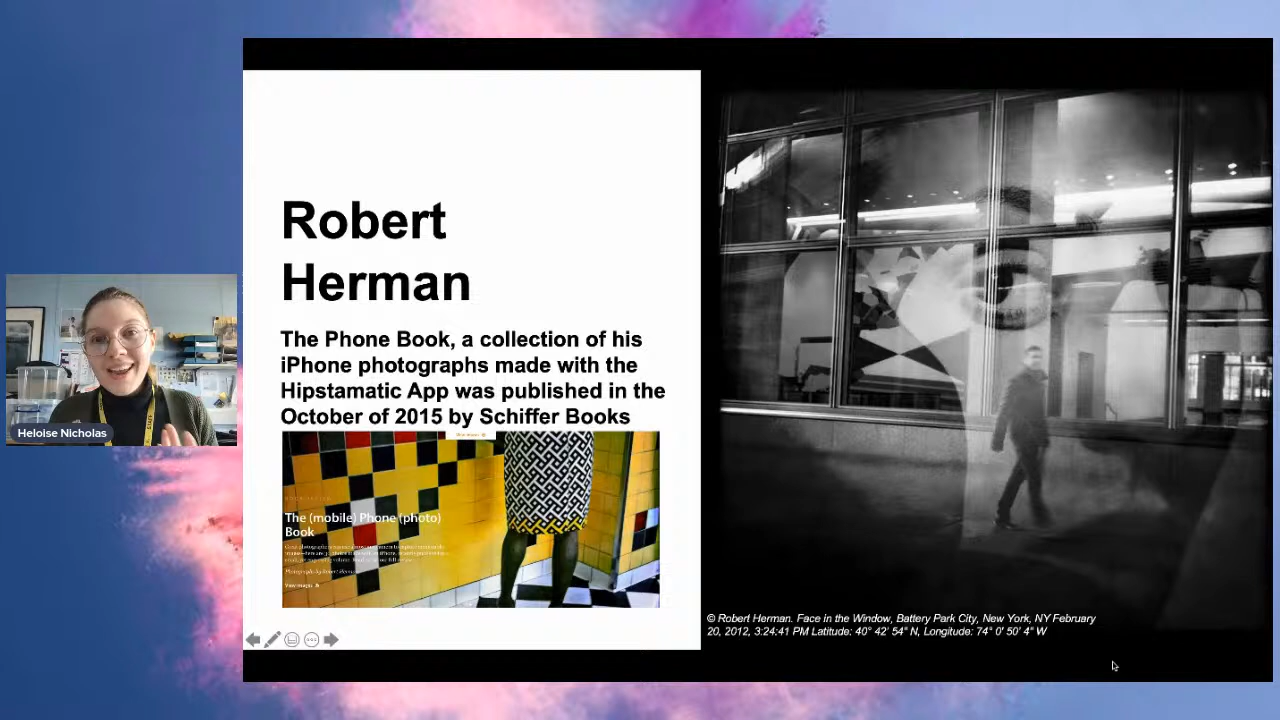 Robert
Herman
The Phone Book, a collection of his
iPhone photographs made with the
Hipstamatic App was published in the
October of 2015 by Schiffer Books
The (mobile) Phone (photo)
Book
View Images
Heloise Nicholas
© Robert Herman. Face in the Window, Battery Park City, New York, NY February
20, 2012, 3:24:41 PM Latitude: 40° 42' 54" N, Longitude: 74° 0' 50' 4" W